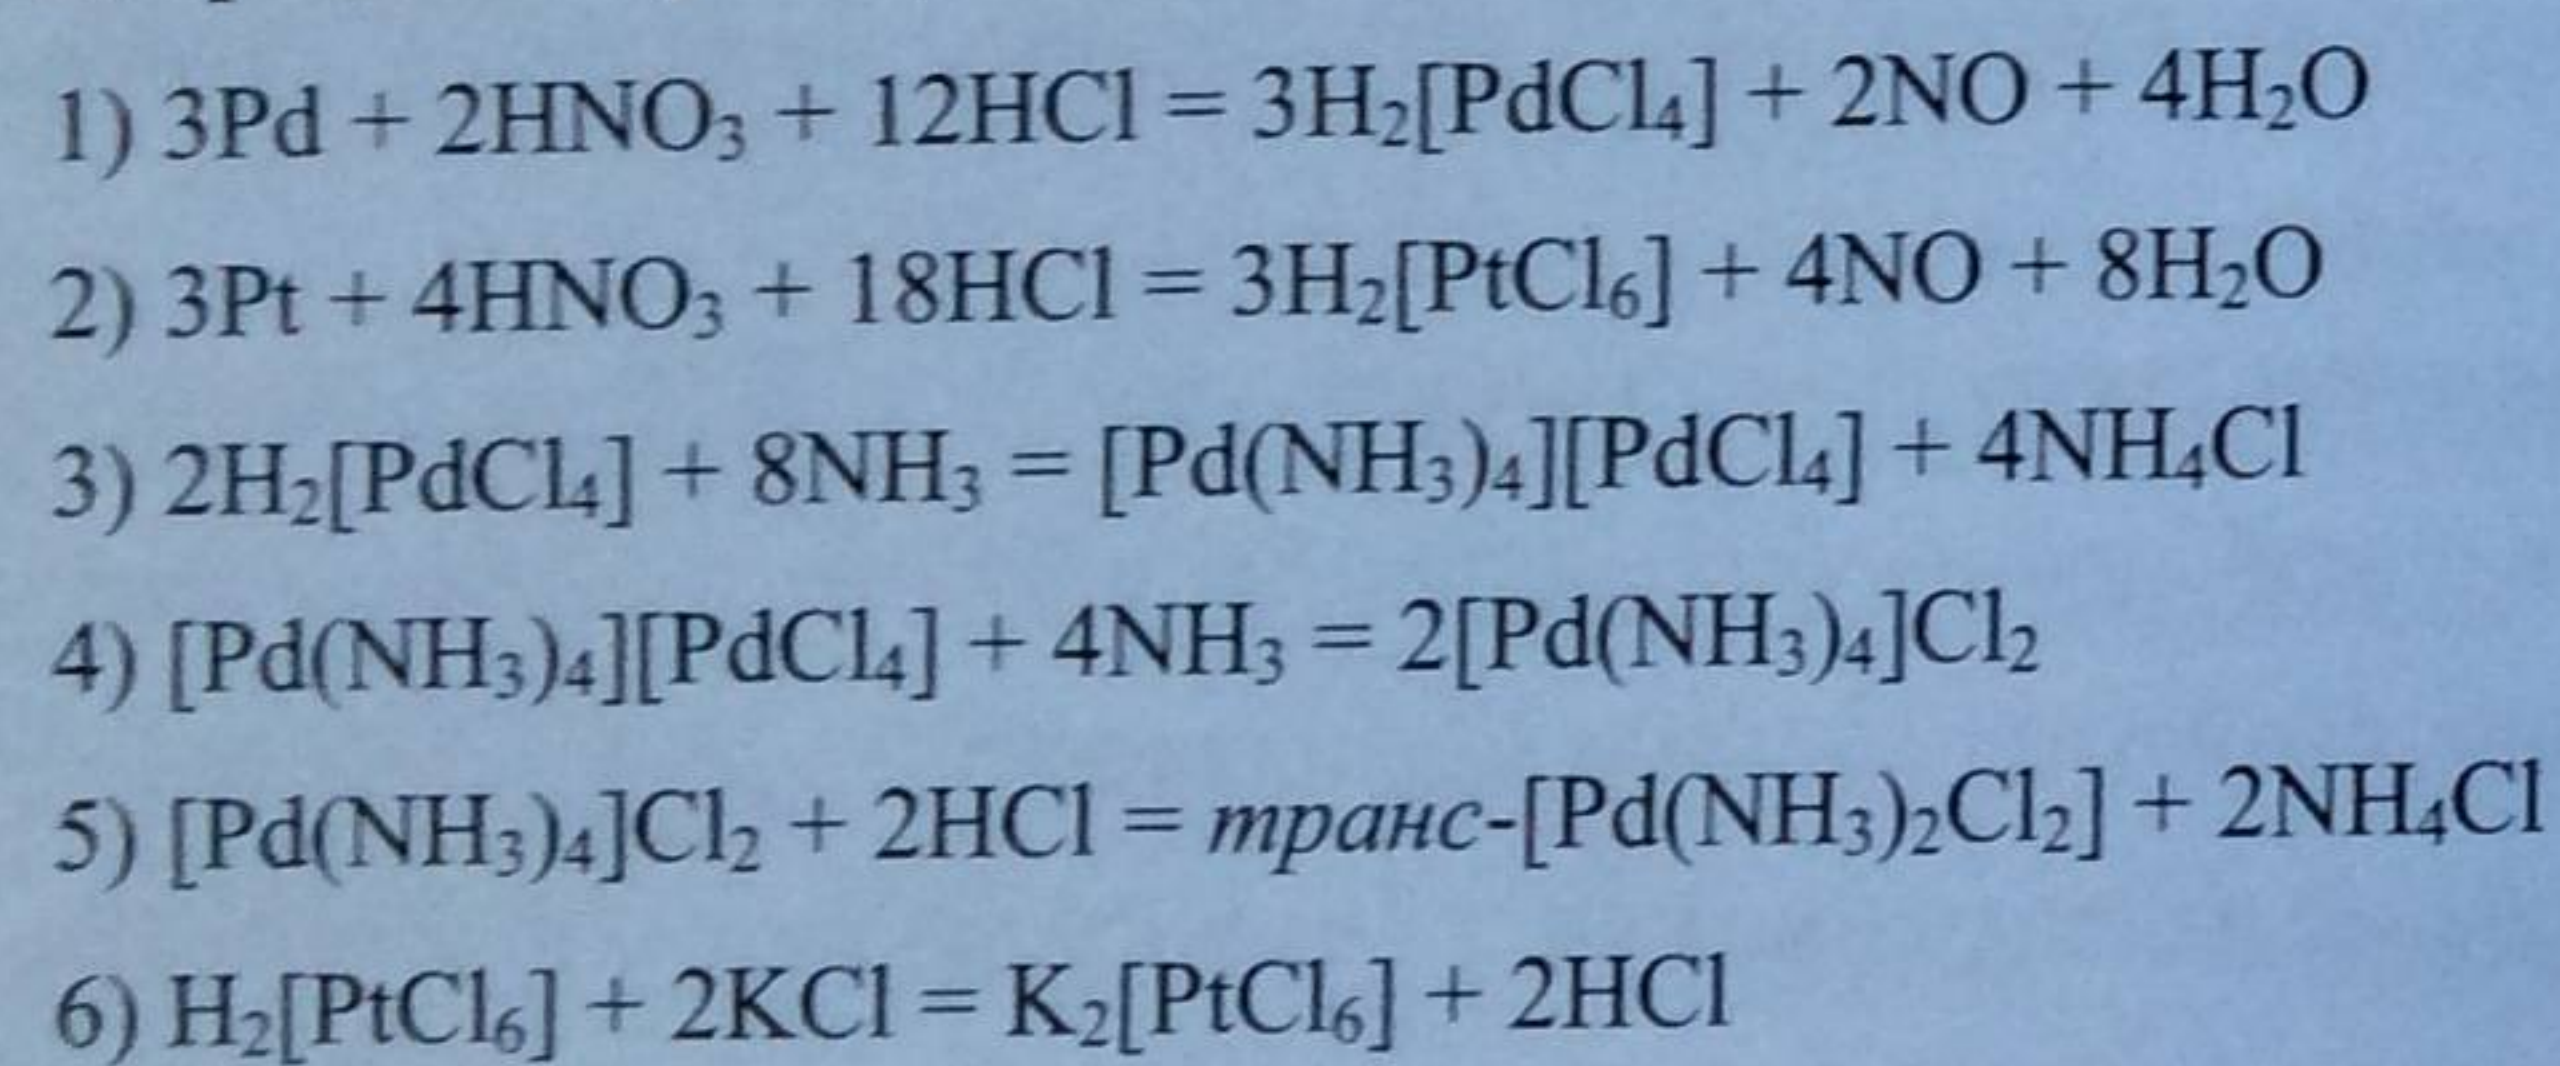 1) 3Pd + 2HNO₃ + 12HCl = 3H₂[PdCl₄] + 2NO + 4H₂O
2) 3Pt + 4HNO₃ + 18HCl = 3H₂[PtCl₆] + 4NO + 8H₂O
3) 2H₂[PdCl₄] + 8NH₃ = [Pd(NH₃)₄][PdCl₄] + 4NH₄Cl
4) [Pd(NH₃)₄][PdCl₄] + 4NH₃ = 2[Pd(NH₃)₄]Cl₂
5) [Pd(NH₃)₄]Cl₂ + 2HCl = транс-[Pd(NH₃)₂Cl₂] + 2NH₄Cl
6) H₂[PtCl₆] + 2KCl = K₂[PtCl₆] + 2HCl